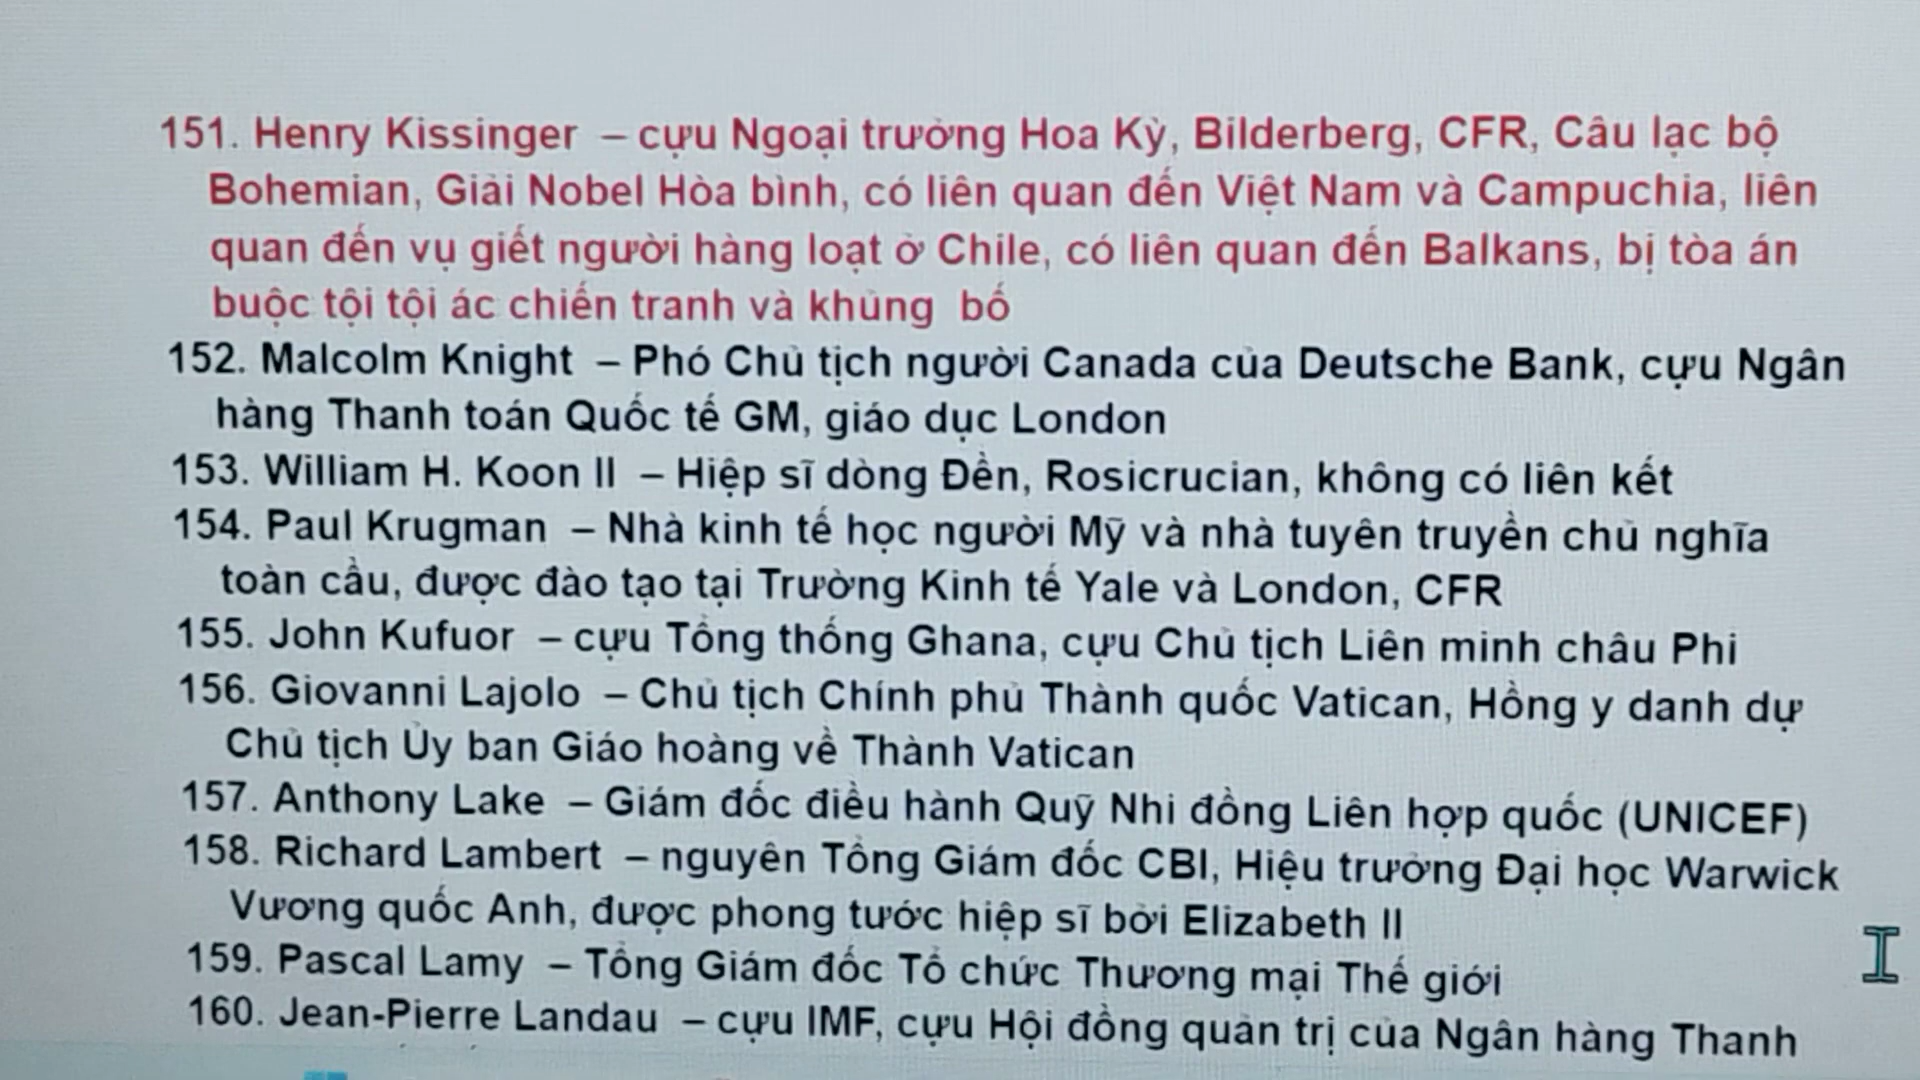 151. Henry Kissinger – cựu Ngoại trưởng Hoa Kỳ, Bilderberg, CFR, Câu lạc bộ
Bohemian, Giải Nobel Hòa bình, có liên quan đến Việt Nam và Campuchia, liên
quan đến vụ giết người hàng loạt ở Chile, có liên quan đến Balkans, bị tòa án
buộc tội tội ác chiến tranh và khủng bố
152. Malcolm Knight – Phó Chủ tịch người Canada của Deutsche Bank, cựu Ngân
hàng Thanh toán Quốc tế GM, giáo dục London
153. William H. Koon II – Hiệp sĩ dòng Đền, Rosicrucian, không có liên kết
154. Paul Krugman – Nhà kinh tế học người Mỹ và nhà tuyên truyền chủ nghĩa
toàn cầu, được đào tạo tại Trường Kinh tế Yale và London, CFR
155. John Kufuor – cựu Tổng thống Ghana, cựu Chủ tịch Liên minh châu Phi
156. Giovanni Lajolo – Chủ tịch Chính phủ Thành quốc Vatican, Hồng y danh dự
Chủ tịch Ủy ban Giáo hoàng về Thành Vatican
157. Anthony Lake – Giám đốc điều hành Quỹ Nhi đồng Liên hợp quốc (UNICEF)
158. Richard Lambert – nguyên Tổng Giám đốc CBI, Hiệu trưởng Đại học Warwick
Vương quốc Anh, được phong tước hiệp sĩ bởi Elizabeth II
159. Pascal Lamy – Tổng Giám đốc Tổ chức Thương mại Thế giới
160. Jean-Pierre Landau – cựu IMF, cựu Hội đồng quản trị của Ngân hàng Thanh